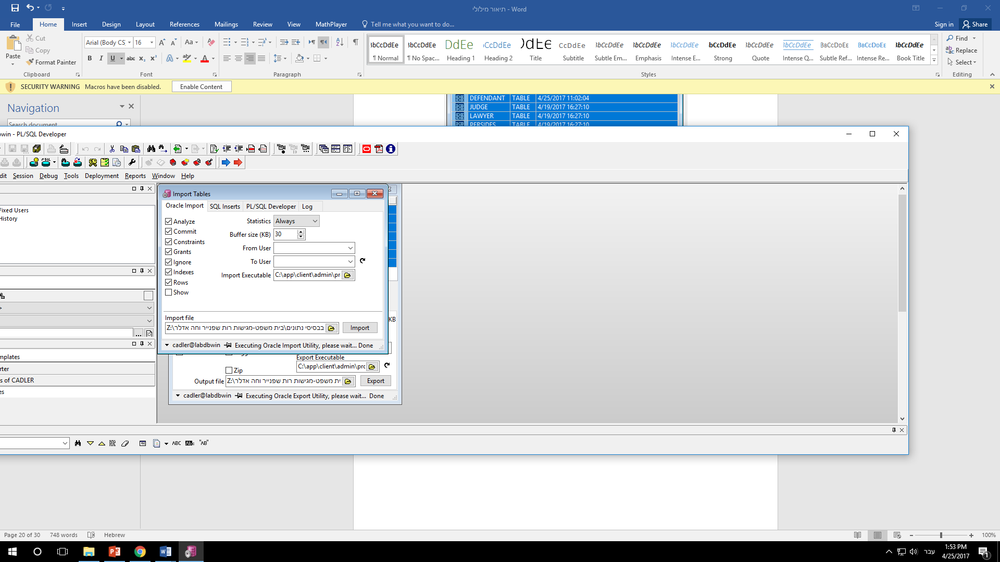 תיאור מילולי - Word
File Home Insert Design Layout References Mailings Review View MathPlayer Tell me what you want to do... Sign in Share
Paste
Cut
Copy
Format Painter
Clipboard
Arial (Body CS) 16
Font
Paragraph
¶ Normal ¶ No Spac... Heading 1 Heading 2 Title Subtitle Subtle Em... Emphasis Intense E... Strong Quote Intense Q... Subtle Ref... Intense Re... Book Title
Styles
Find
Replace
Select
Editing
SECURITY WARNING Macros have been disabled. Enable Content
Navigation
Search document
DEFENDANT TABLE 4/25/2017 11:02:04
JUDGE TABLE 4/19/2017 16:27:10
LAWYER TABLE 4/19/2017 16:27:10
PERSIDES TABLE 4/19/2017 16:27:10
bwin - PL/SQL Developer
dit Session Debug Tools Deployment Reports Window Help
Fixed Users
History
mplates
rter
s of CADLER
es
Import Tables
Oracle Import SQL Inserts PL/SQL Developer Log
Analyze
Commit
Constraints
Grants
Ignore
Indexes
Rows
Show
Statistics Always
Buffer size (KB) 30
From User
To User
Import Executable C:\app\client\admin\pr
Import file
Z:\בבסיסי נתונים\בית משפט-מגישות רות שפנייר וחה אדלר Import
cadler@labdbwin Executing Oracle Import Utility, please wait... Done
KB
Export Executable
C:\app\client\admin\prc
Zip
Output file Z:\ית משפט-מגישות רות שפנייר וחה אדלר Export
cadler@labdbwin Executing Oracle Export Utility, please wait... Done
ABC "AB"
Page 20 of 30 748 words Hebrew 100%
עבר
1:53 PM
4/25/2017
1